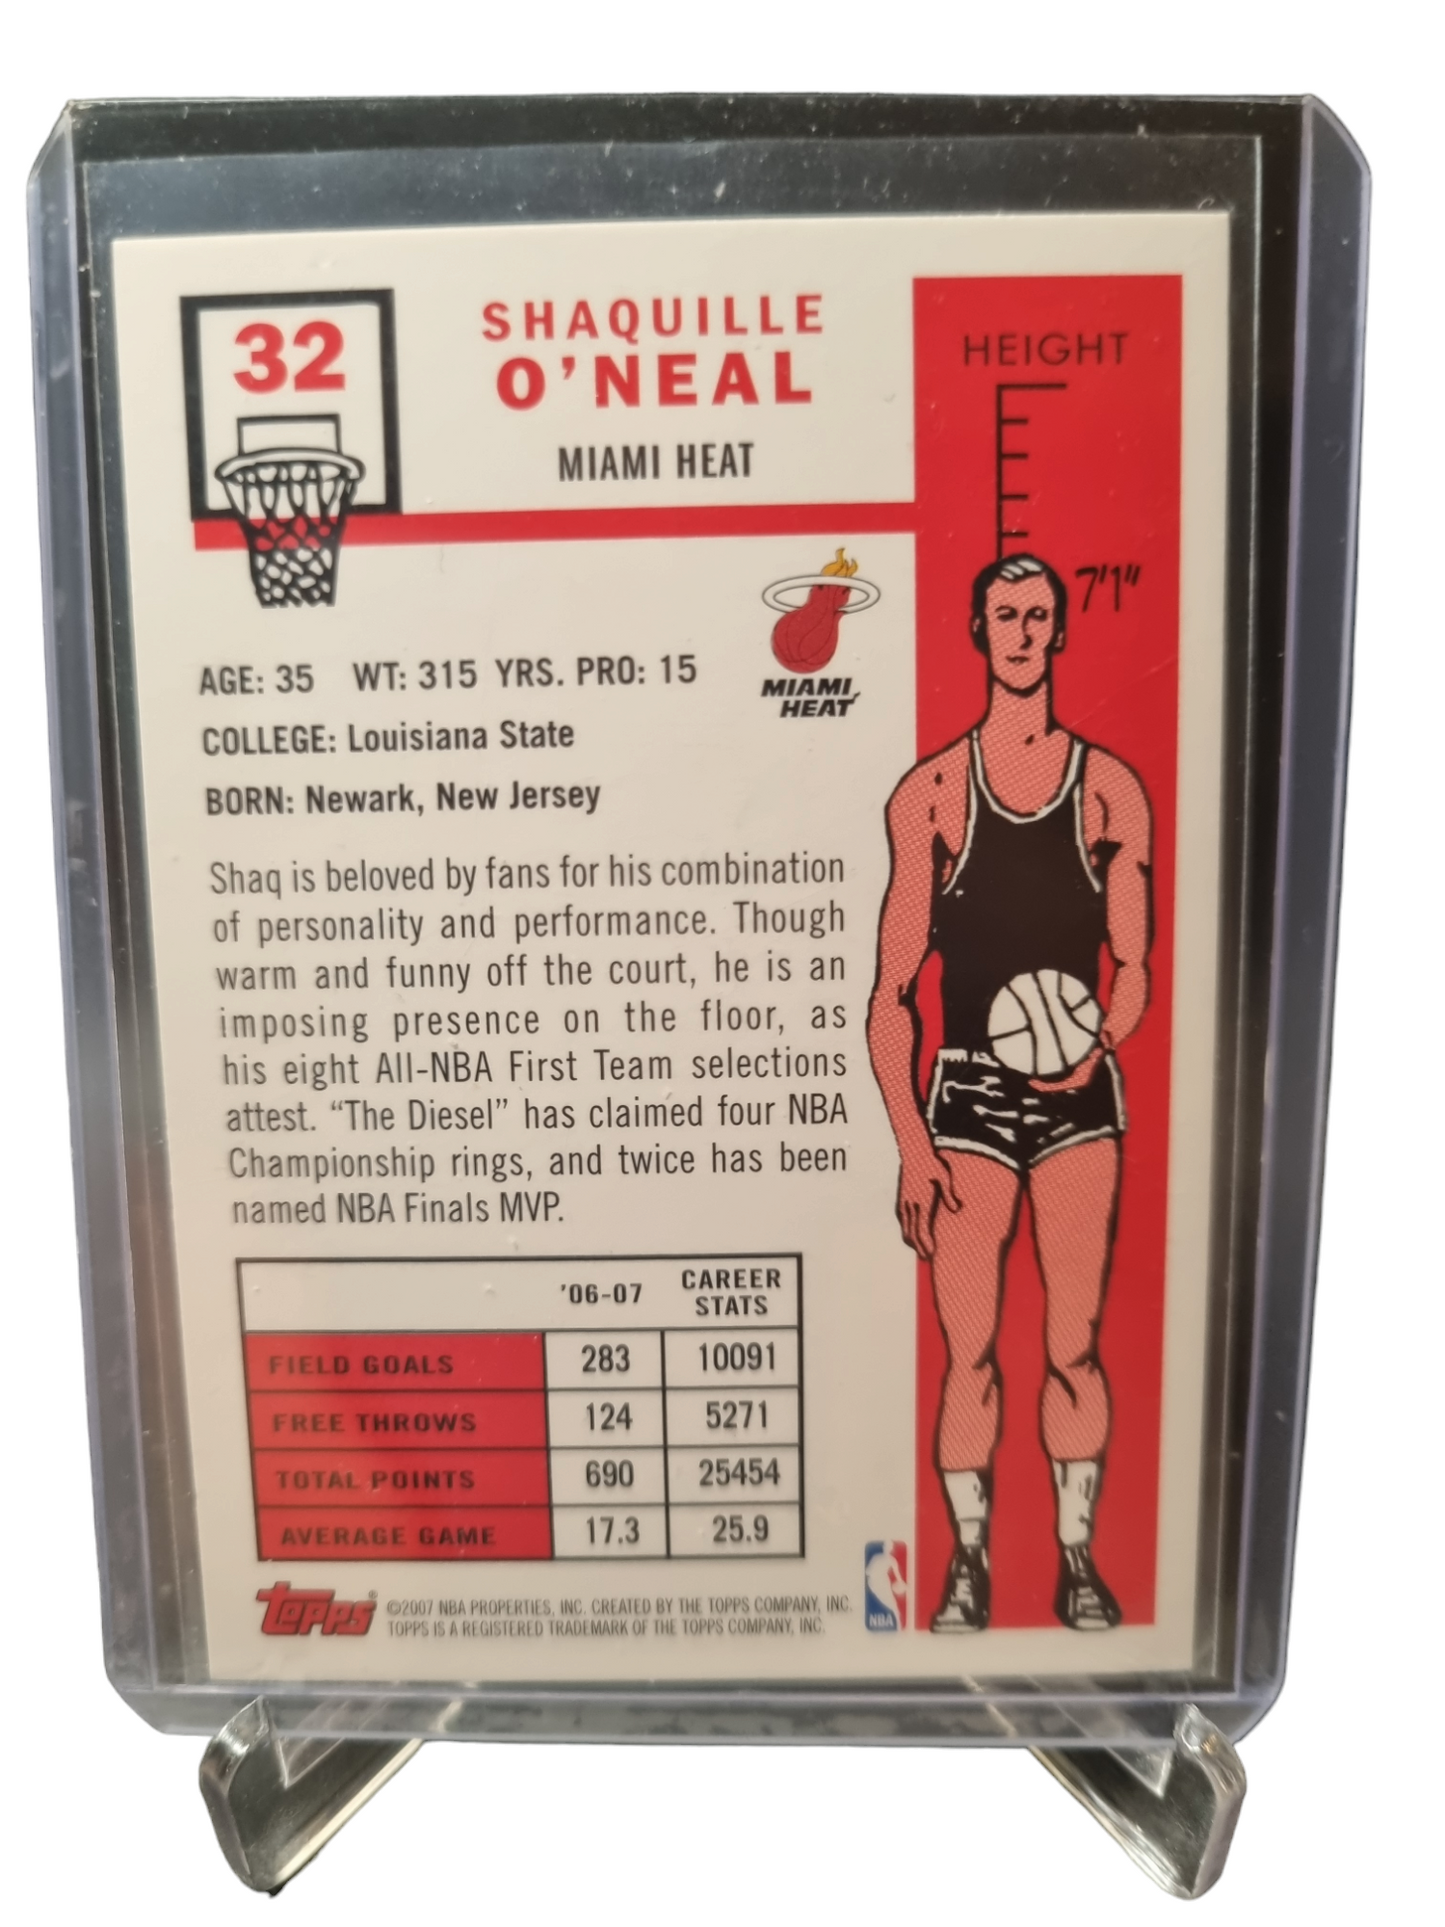 32
SHAQUILLE
O'NEAL
MIAMI HEAT
HEIGHT
7'1"
MIAMI
HEAT
AGE: 35 WT: 315 YRS. PRO: 15
COLLEGE: Louisiana State
BORN: Newark, New Jersey
Shaq is beloved by fans for his combination
of personality and performance. Though
warm and funny off the court, he is an
imposing presence on the floor, as
his eight All-NBA First Team selections
attest. “The Diesel” has claimed four NBA
Championship rings, and twice has been
named NBA Finals MVP.
'06-07 CAREER STATS
FIELD GOALS 283 10091
FREE THROWS 124 5271
TOTAL POINTS 690 25454
AVERAGE GAME 17.3 25.9
topps® ©2007 NBA PROPERTIES, INC. CREATED BY THE TOPPS COMPANY, INC.
TOPPS IS A REGISTERED TRADEMARK OF THE TOPPS COMPANY, INC.
NBA